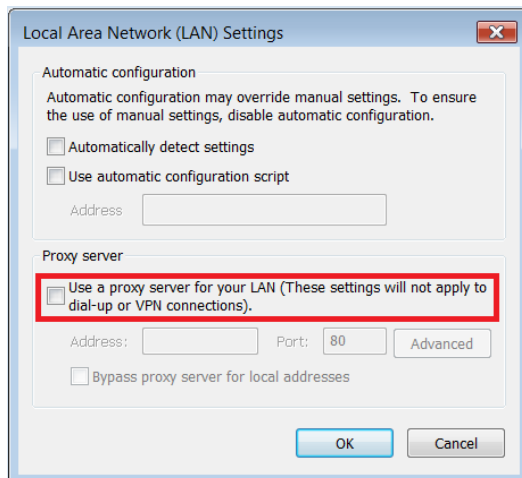 Local Area Network (LAN) Settings
Automatic configuration
Automatic configuration may override manual settings. To ensure
the use of manual settings, disable automatic configuration.
Automatically detect settings
Use automatic configuration script
Address
Proxy server
Use a proxy server for your LAN (These settings will not apply to
dial-up or VPN connections).
Address: Port: 80 Advanced
Bypass proxy server for local addresses
OK Cancel